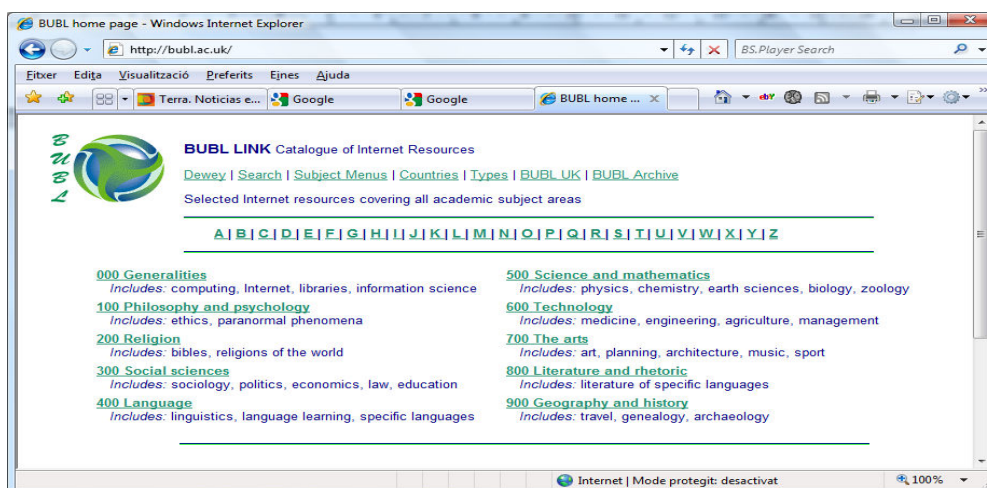 BUBL home page - Windows Internet Explorer
http://bubl.ac.uk/
BS.Player Search
Fitxer Edita Visualització Preferits Eines Ajuda
Terra. Noticias e... Google Google BUBL home ...
BUBL
BUBL LINK Catalogue of Internet Resources
Dewey | Search | Subject Menus | Countries | Types | BUBL UK | BUBL Archive
Selected Internet resources covering all academic subject areas
A | B | C | D | E | F | G | H | I | J | K | L | M | N | O | P | Q | R | S | T | U | V | W | X | Y | Z
000 Generalities
Includes: computing, Internet, libraries, information science
100 Philosophy and psychology
Includes: ethics, paranormal phenomena
200 Religion
Includes: bibles, religions of the world
300 Social sciences
Includes: sociology, politics, economics, law, education
400 Language
Includes: linguistics, language learning, specific languages
500 Science and mathematics
Includes: physics, chemistry, earth sciences, biology, zoology
600 Technology
Includes: medicine, engineering, agriculture, management
700 The arts
Includes: art, planning, architecture, music, sport
800 Literature and rhetoric
Includes: literature of specific languages
900 Geography and history
Includes: travel, genealogy, archaeology
Internet | Mode protegit: desactivat
100%